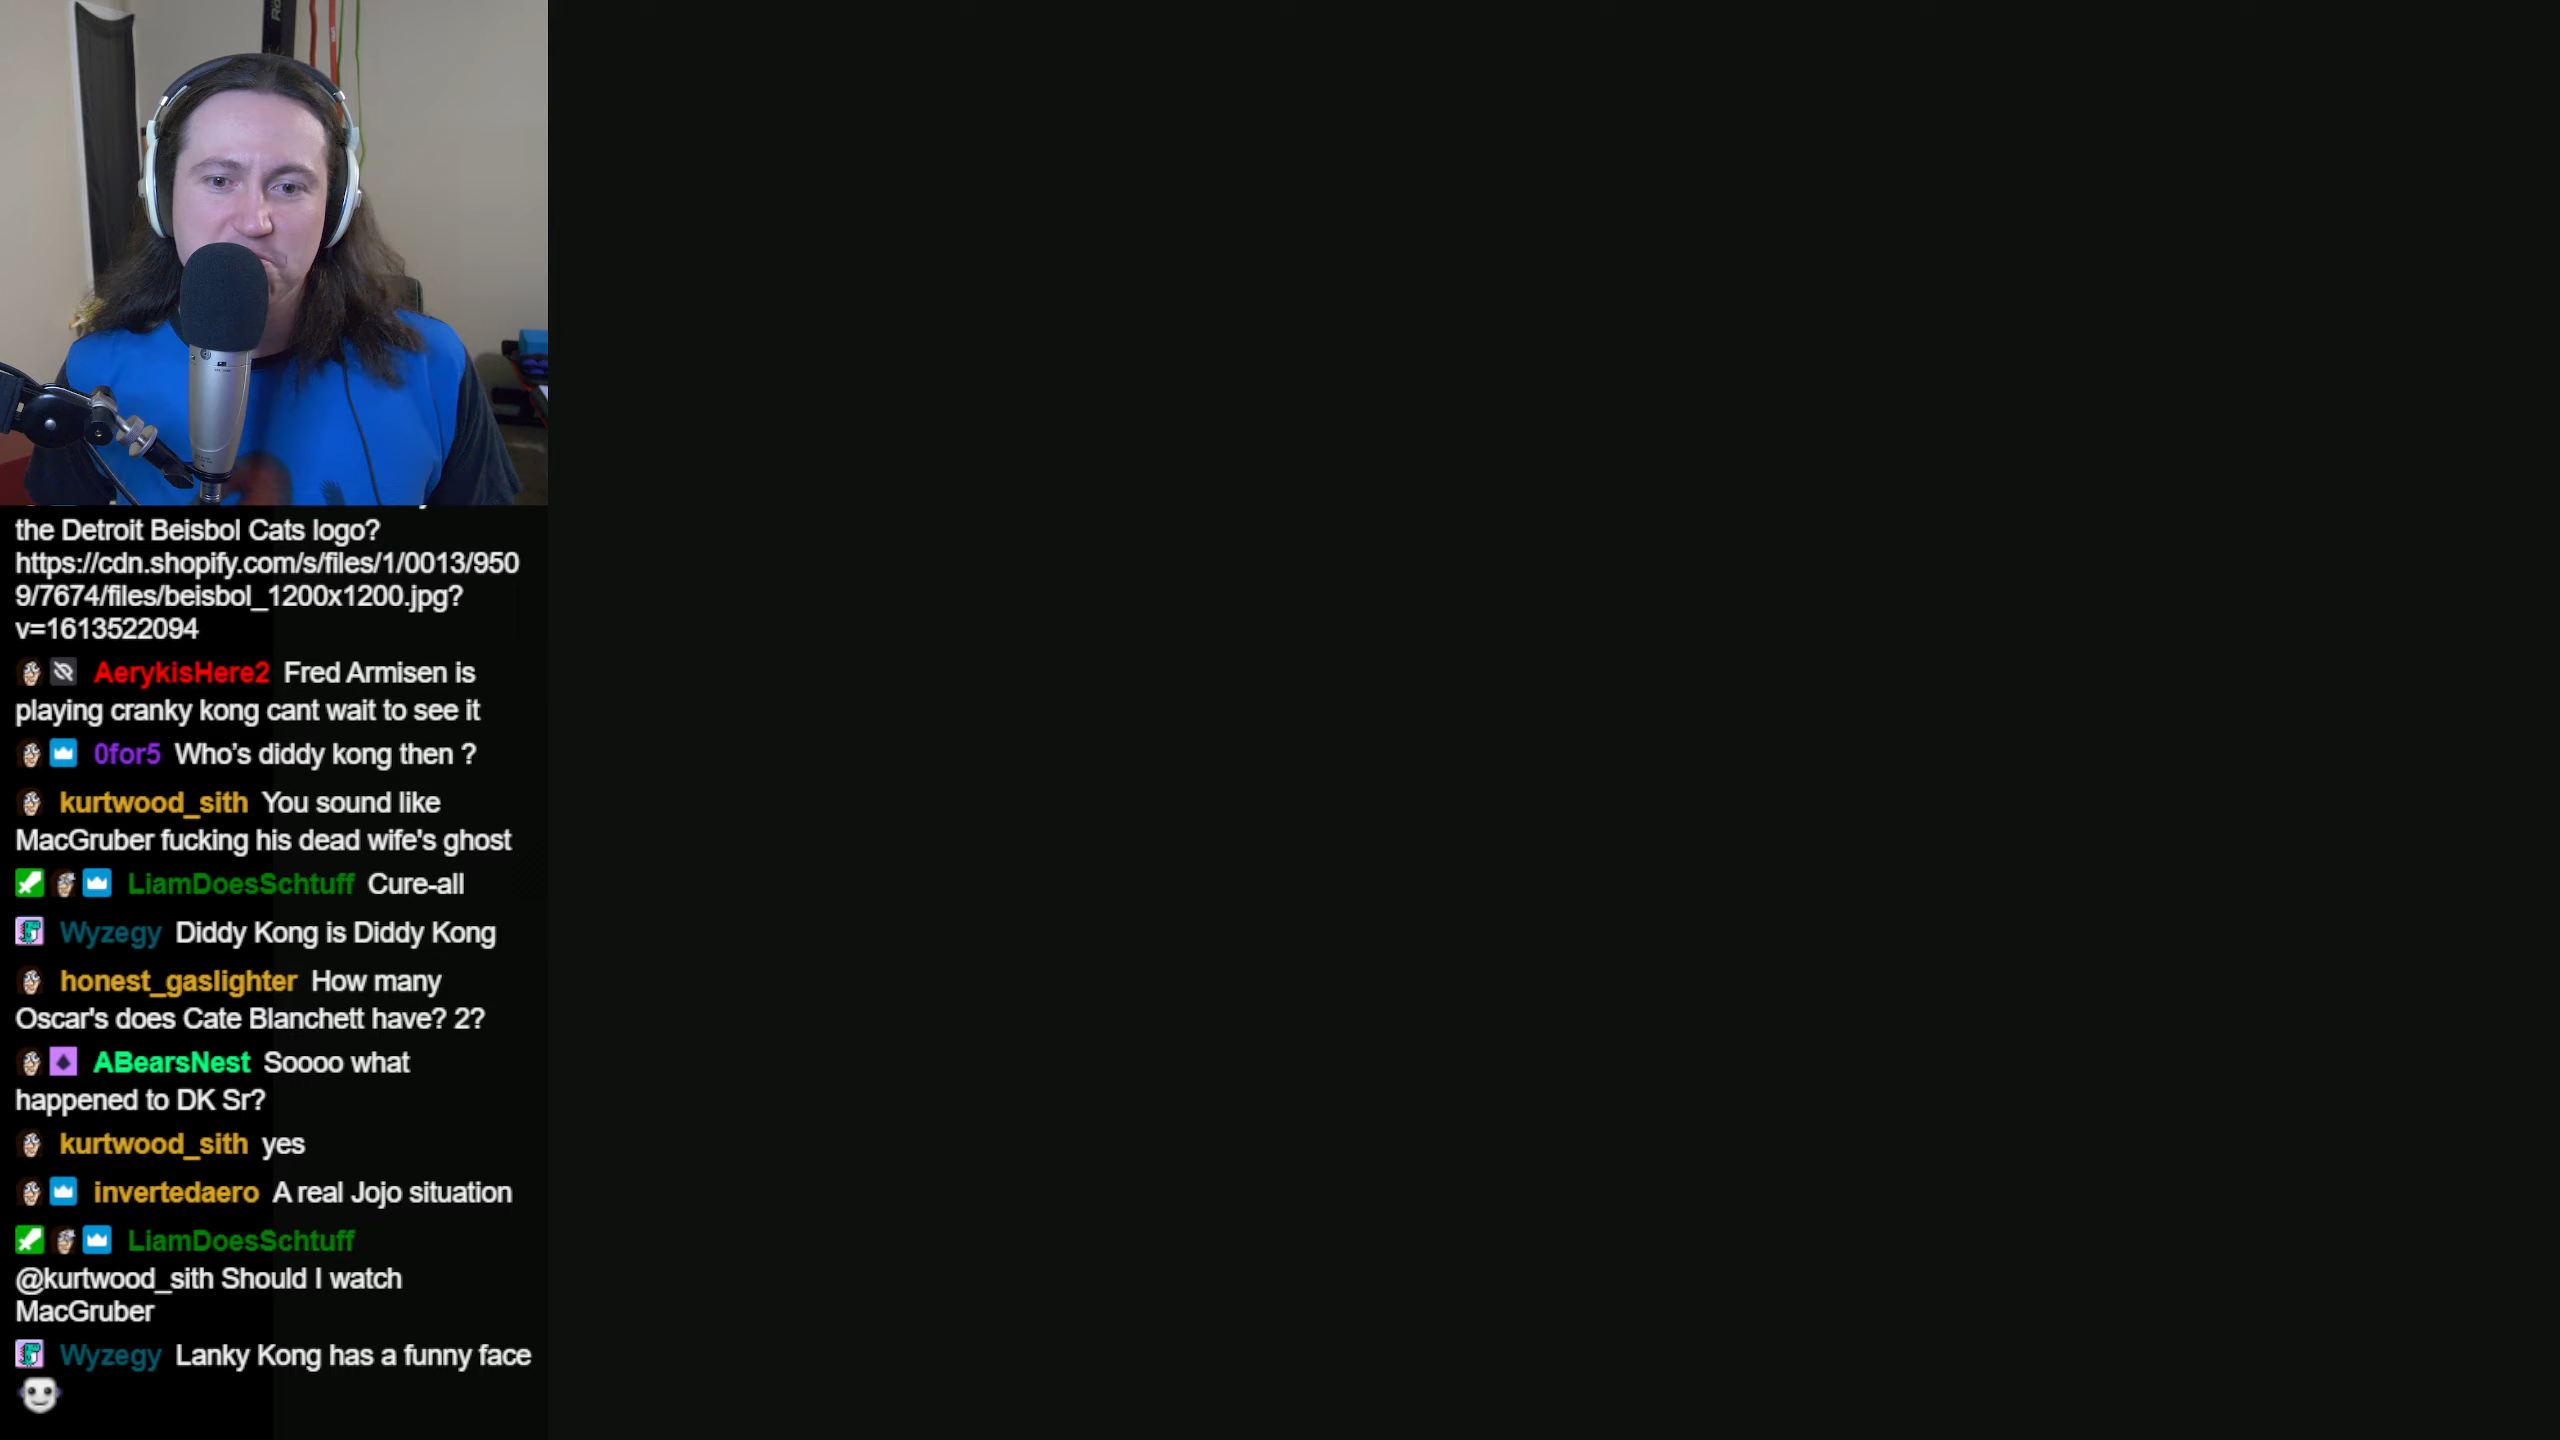 the Detroit Beisbol Cats logo?
https://cdn.shopify.com/s/files/1/0013/950
9/7674/files/beisbol_1200x1200.jpg?
v=1613522094
AerykisHere2 Fred Armisen is
playing cranky kong cant wait to see it
0for5 Who's diddy kong then ?
kurtwood_sith You sound like
MacGruber fucking his dead wife's ghost
LiamDoesSchtuff Cure-all
Wyzegy Diddy Kong is Diddy Kong
honest_gaslighter How many
Oscar's does Cate Blanchett have? 2?
ABearsNest Soooo what
happened to DK Sr?
kurtwood_sith yes
invertedaero A real Jojo situation
LiamDoesSchtuff
@kurtwood_sith Should I watch
MacGruber
Wyzegy Lanky Kong has a funny face